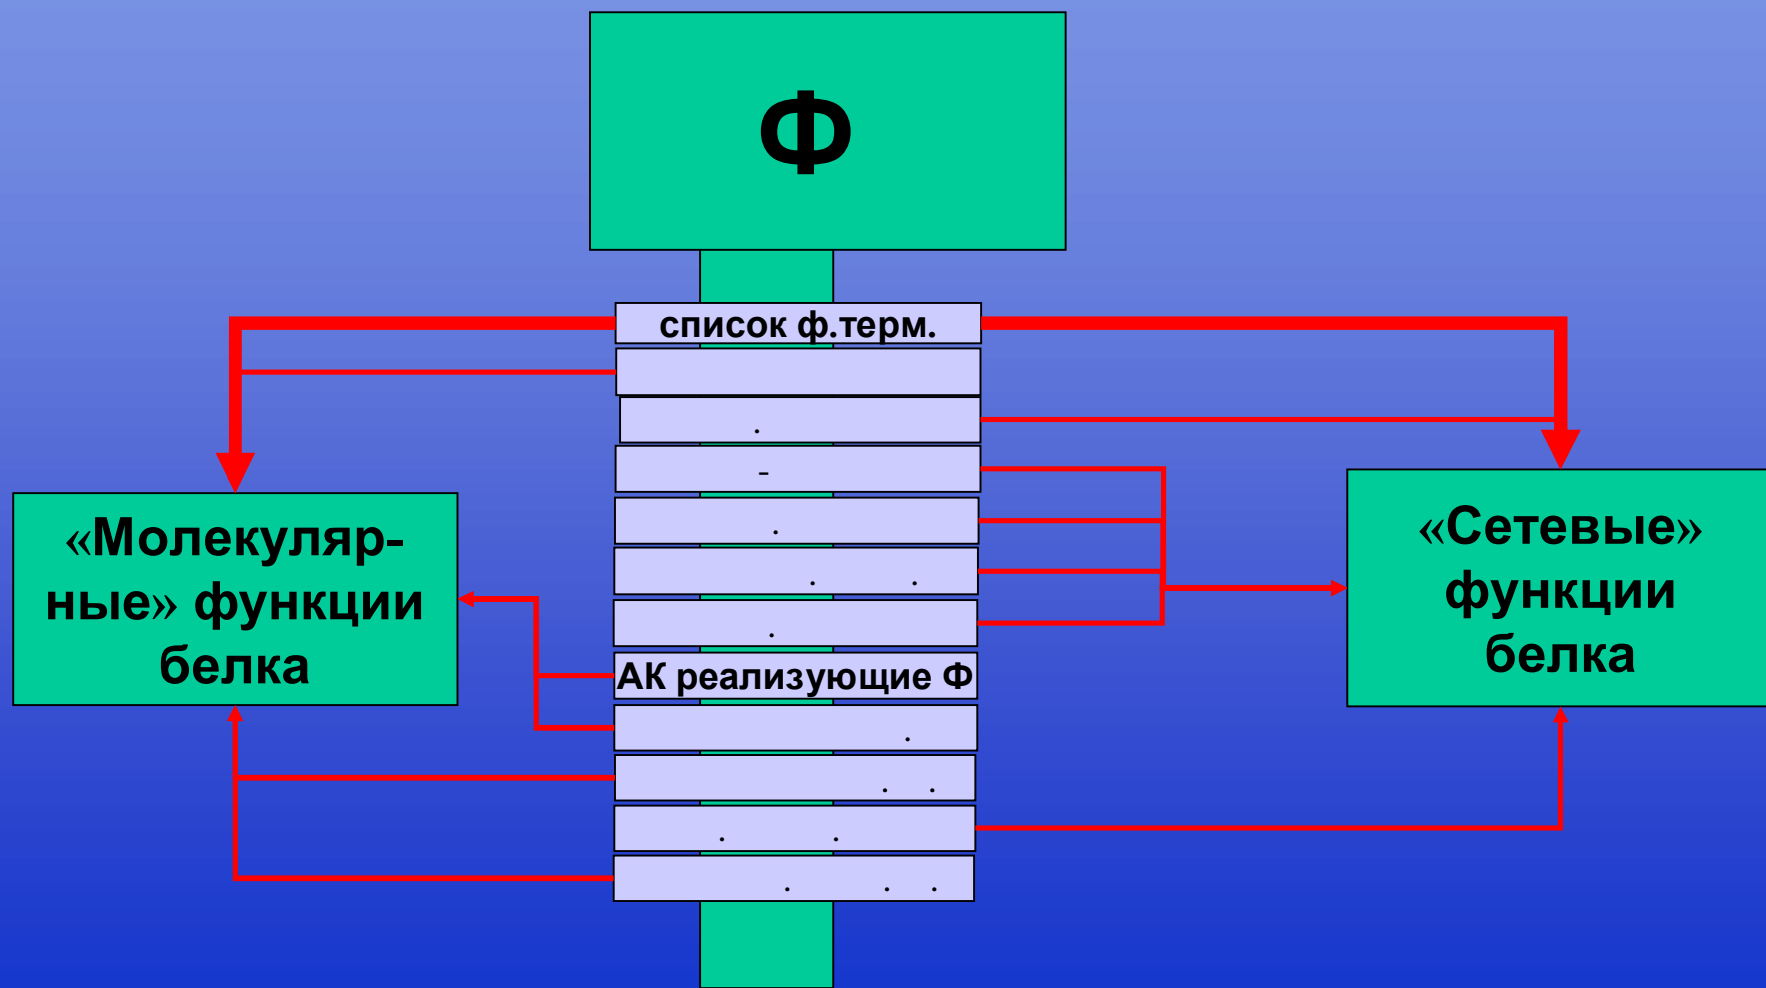 Ф
список ф.терм.
«Молекуляр-
ные» функции
белка
«Сетевые»
функции
белка
АК реализующие Ф